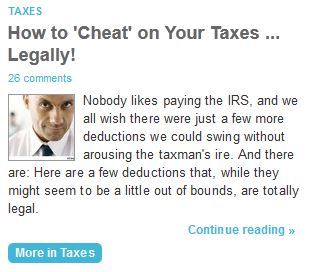 TAXES
How to 'Cheat' on Your Taxes ...
Legally!
26 comments
Nobody likes paying the IRS, and we
all wish there were just a few more
deductions we could swing without
arousing the taxman's ire. And there
are: Here are a few deductions that, while they
might seem to be a little out of bounds, are totally
legal.
Continue reading »
More in Taxes